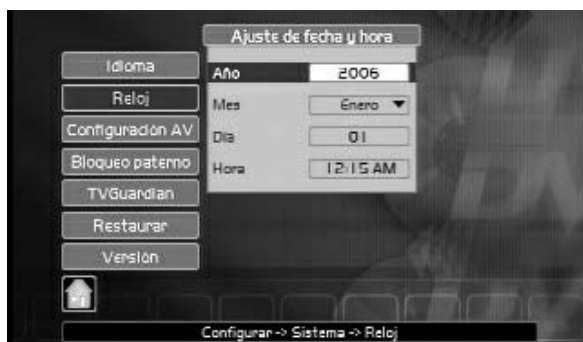 Ajuste de fecha y hora
Idioma
Reloj
Configuración AV
Bloqueo paterno
TVGuardian
Restaurar
Versión
Año 2006
Mes Enero
Día 01
Hora 12:15 AM
Configurar -> Sistema -> Reloj